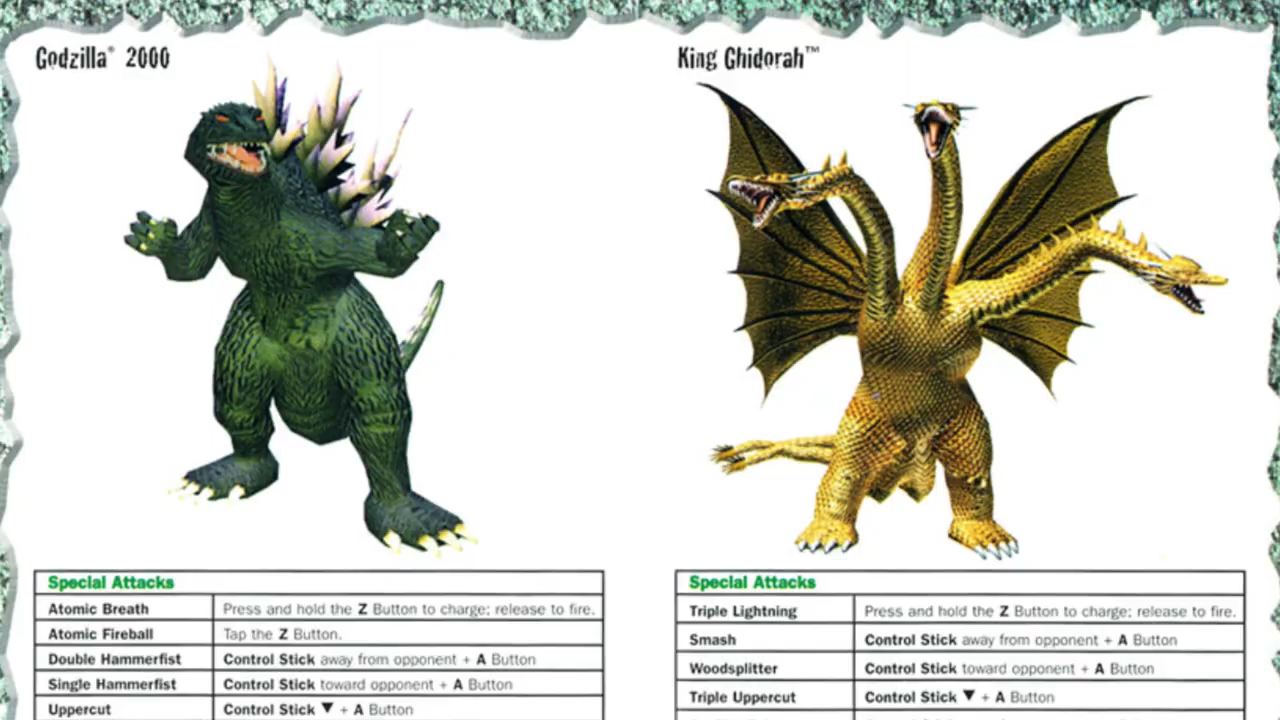 Godzilla® 2000
Special Attacks
Atomic Breath Press and hold the Z Button to charge; release to fire.
Atomic Fireball Tap the Z Button.
Double Hammerfist Control Stick away from opponent + A Button
Single Hammerfist Control Stick toward opponent + A Button
Uppercut Control Stick ▼ + A Button
King Ghidorah™
Special Attacks
Triple Lightning Press and hold the Z Button to charge; release to fire.
Smash Control Stick away from opponent + A Button
Woodsplitter Control Stick toward opponent + A Button
Triple Uppercut Control Stick ▼ + A Button